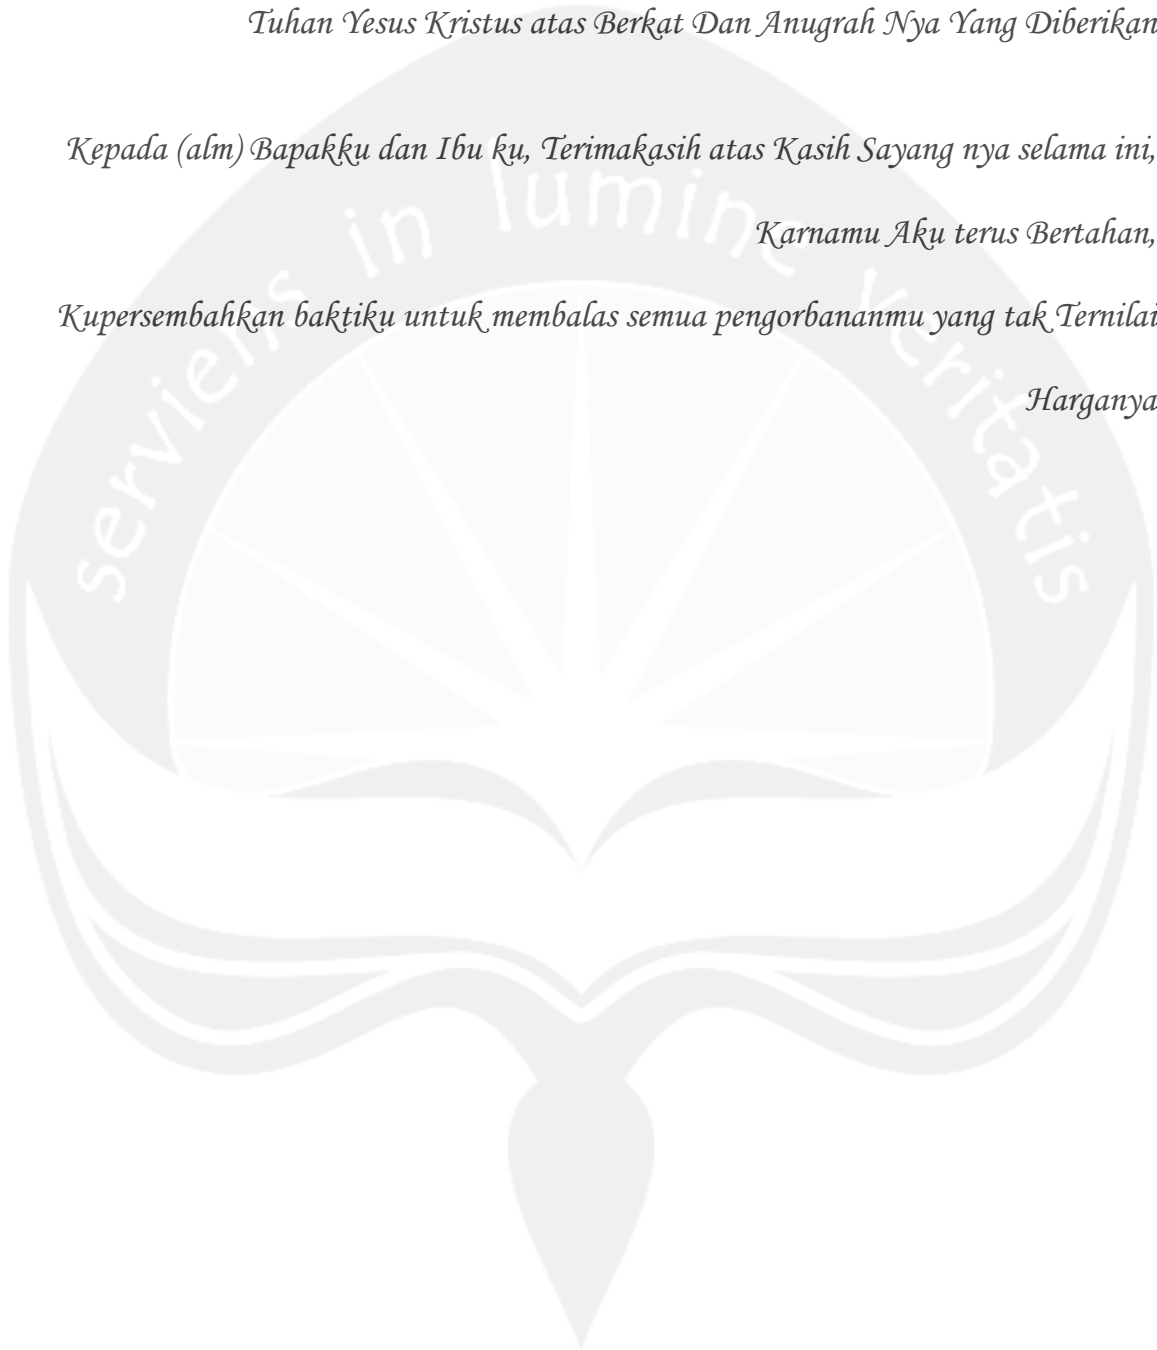 Tuhan Yesus Kristus atas Berkat Dan Anugrah Nya Yang Diberikan
Kepada (alm) Bapakku dan Ibu ku, Terimakasih atas Kasih Sayang nya selama ini,
Karnamu Aku terus Bertahan,
Kupersembahkan baktiku untuk membalas semua pengorbananmu yang tak Ternilai
Harganya
serviens in lumine veritatis